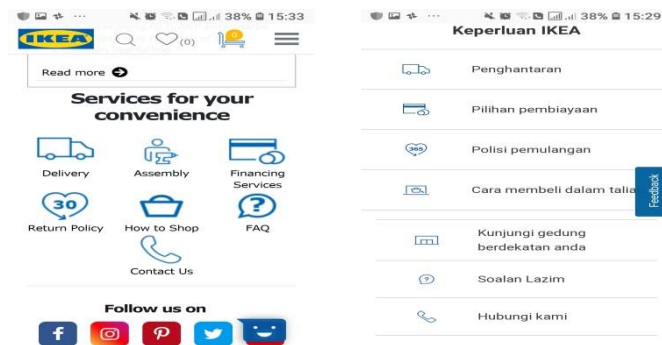 38% 15:33
IKEA
(0)
0
Read more
Services for your
convenience
Delivery
Assembly
Financing
Services
30
Return Policy
How to Shop
FAQ
Contact Us
Follow us on
38% 15:29
Keperluan IKEA
Penghantaran
Pilihan pembiayaan
365
Polisi pemulangan
Cara membeli dalam talia
Feedback
Kunjungi gedung
berdekatan anda
Soalan Lazim
Hubungi kami